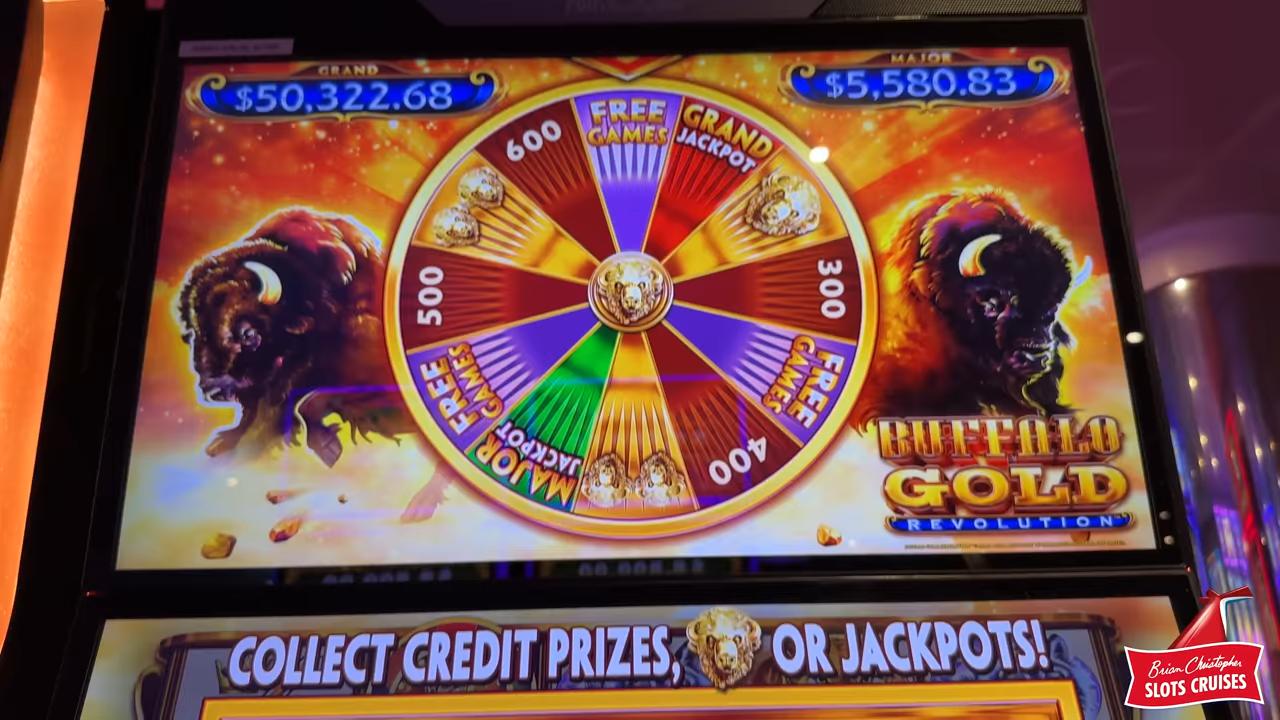 GRAND
$50,322.68
MAJOR
$5,580.83
FREE
GAMES
GRAND
JACKPOT
300
FREE
GAMES
400
MAJOR
JACKPOT
FREE
GAMES
500
600
BUFFALO
GOLD
REVOLUTION
COLLECT CREDIT PRIZES, OR JACKPOTS!
Brian Christopher
SLOTS CRUISES